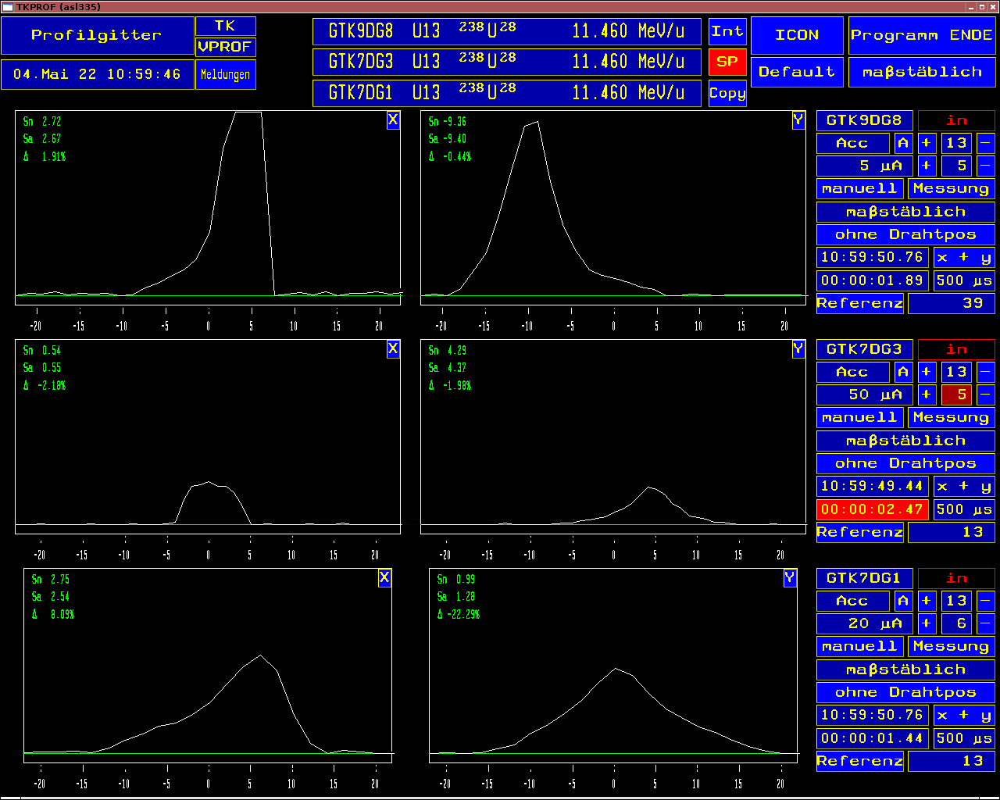 TKPROF (asl335)
Profilgitter
TK
VPROF
04.Mai 22 10:59:46
Meldungen
GTK9DG8 U13 238U28 11.460 MeV/u
GTK7DG3 U13 238U28 11.460 MeV/u
GTK7DG1 U13 238U28 11.460 MeV/u
Int
SP
Copy
ICON
Programm ENDE
Default
maßstäblich
Sn 2.72
Sa 2.67
Δ 1.91%
X
-20 -15 -10 -5 0 5 10 15 20
Sn -9.36
Sa -9.40
Δ -0.44%
Y
-20 -15 -10 -5 0 5 10 15 20
GTK9DG8 in
Acc A + 13 -
5 µA + 5 -
manuell Messung
maßstäblich
ohne Drahtpos
10:59:50.76 x + y
00:00:01.89 500 µs
Referenz 39
Sn 0.54
Sa 0.55
Δ -2.18%
X
-20 -15 -10 -5 0 5 10 15 20
Sn 4.29
Sa 4.37
Δ -1.98%
Y
-20 -15 -10 -5 0 5 10 15 20
GTK7DG3 in
Acc A + 13 -
50 µA + 5 -
manuell Messung
maßstäblich
ohne Drahtpos
10:59:49.44 x + y
00:00:02.47 500 µs
Referenz 13
Sn 2.75
Sa 2.54
Δ 8.09%
X
-20 -15 -10 -5 0 5 10 15 20
Sn 0.99
Sa 1.28
Δ -22.29%
Y
-20 -15 -10 -5 0 5 10 15 20
GTK7DG1 in
Acc A + 13 -
20 µA + 6 -
manuell Messung
maßstäblich
ohne Drahtpos
10:59:50.76 x + y
00:00:01.44 500 µs
Referenz 13